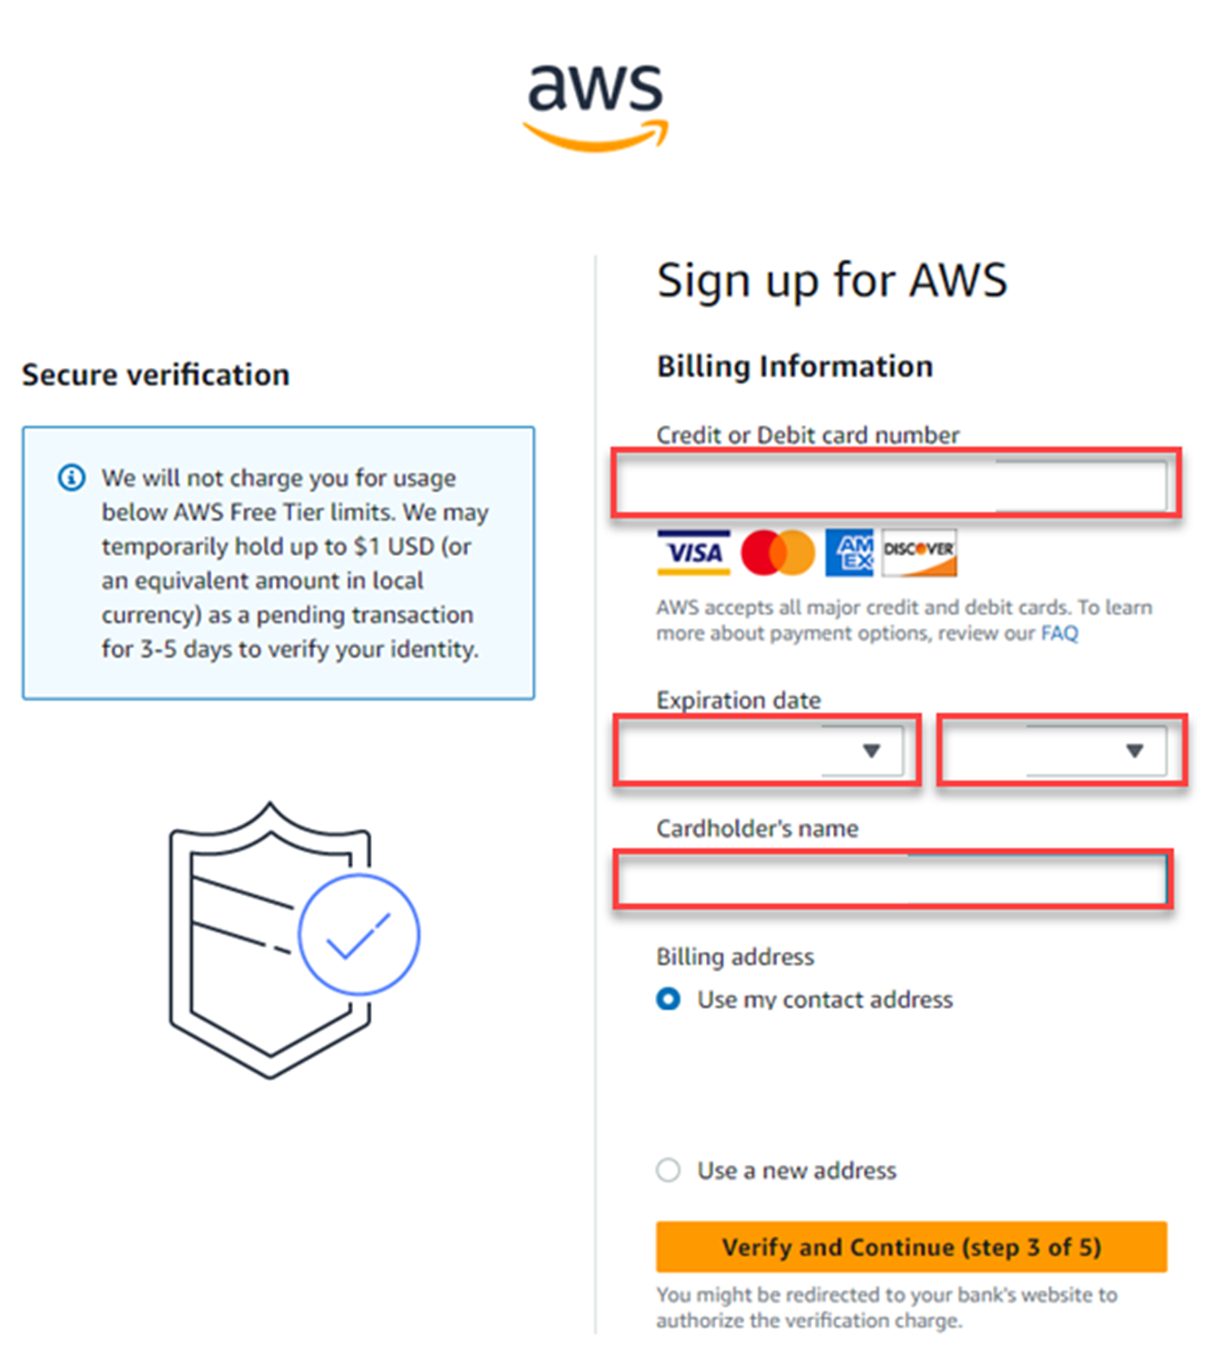 aws
Sign up for AWS
Secure verification
We will not charge you for usage
below AWS Free Tier limits. We may
temporarily hold up to $1 USD (or
an equivalent amount in local
currency) as a pending transaction
for 3-5 days to verify your identity.
Billing Information
Credit or Debit card number
VISA AM EX DISCOVER
AWS accepts all major credit and debit cards. To learn
more about payment options, review our FAQ
Expiration date
Cardholder's name
Billing address
Use my contact address
Use a new address
Verify and Continue (step 3 of 5)
You might be redirected to your bank's website to
authorize the verification charge.